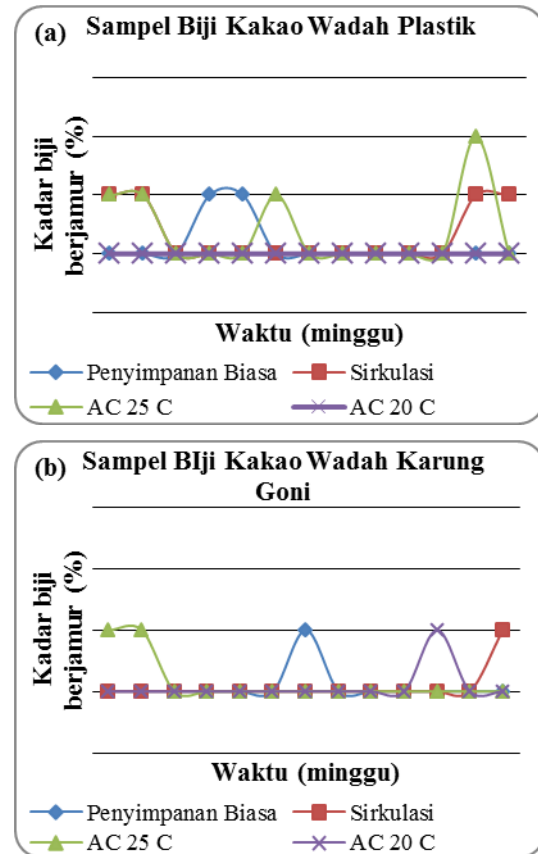 (a) Sampel Biji Kakao Wadah Plastik
Kadar biji
berjamur (%)
Waktu (minggu)
Penyimpanan Biasa
Sirkulasi
AC 25 C
AC 20 C
(b) Sampel BIji Kakao Wadah Karung
Goni
Kadar biji
berjamur (%)
Waktu (minggu)
Penyimpanan Biasa
Sirkulasi
AC 25 C
AC 20 C